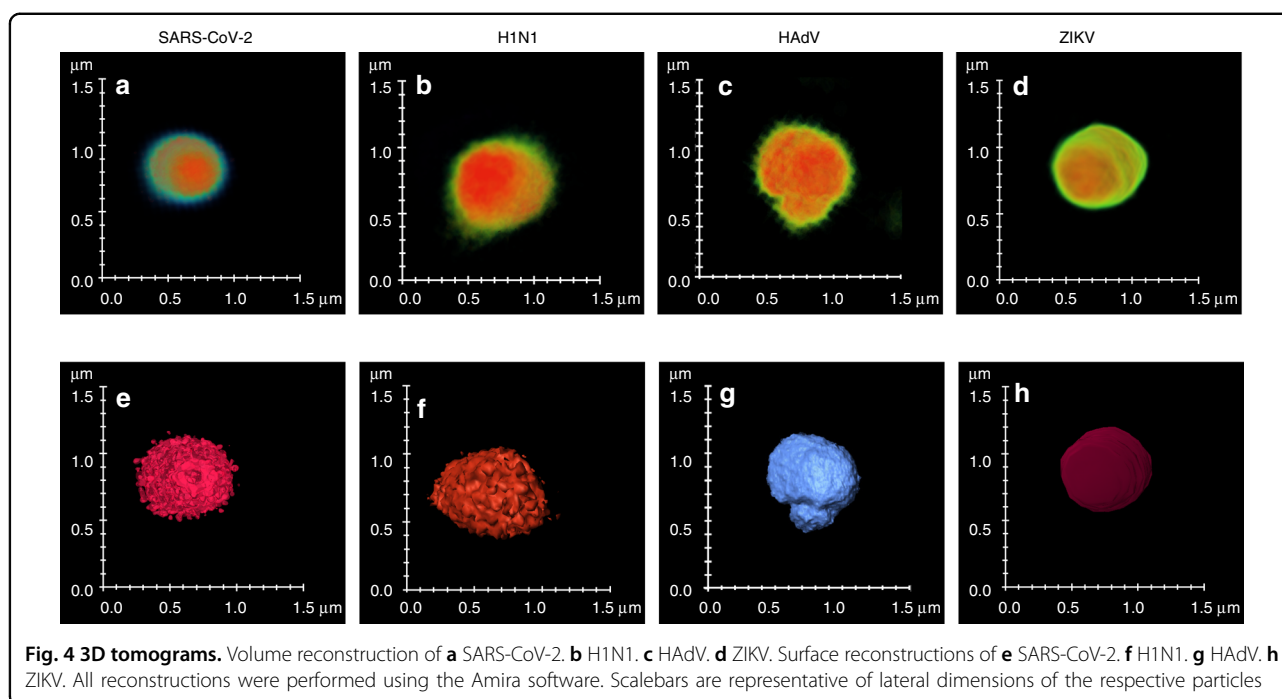 SARS-CoV-2 H1N1 HAdV ZIKV
µm µm µm µm
a b c d
1.5 1.5 1.5 1.5
1.0 1.0 1.0 1.0
0.5 0.5 0.5 0.5
0.0 0.0 0.0 0.0
0.0 0.5 1.0 1.5 µm 0.0 0.5 1.0 1.5 µm 0.0 0.5 1.0 1.5 µm 0.0 0.5 1.0 1.5 µm
µm µm µm µm
e f g h
1.5 1.5 1.5 1.5
1.0 1.0 1.0 1.0
0.5 0.5 0.5 0.5
0.0 0.0 0.0 0.0
0.0 0.5 1.0 1.5 µm 0.0 0.5 1.0 1.5 µm 0.0 0.5 1.0 1.5 µm 0.0 0.5 1.0 1.5 µm
Fig. 4 3D tomograms. Volume reconstruction of a SARS-CoV-2. b H1N1. c HAdV. d ZIKV. Surface reconstructions of e SARS-CoV-2. f H1N1. g HAdV. h
ZIKV. All reconstructions were performed using the Amira software. Scalebars are representative of lateral dimensions of the respective particles